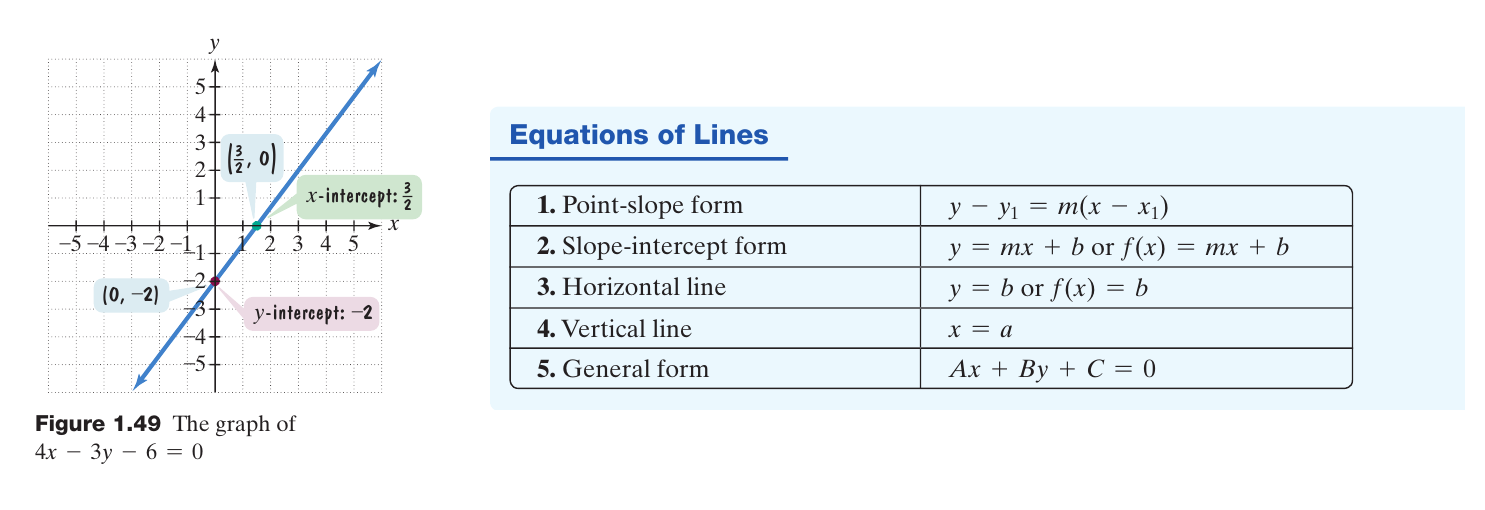 y
5
4
3
2
1
(3/2, 0)
x-intercept: 3/2
x
−5 −4 −3 −2 −1 1 2 3 4 5
−1
−2
−3
−4
−5
(0, −2)
y-intercept: −2
Figure 1.49 The graph of
4x − 3y − 6 = 0
Equations of Lines
1. Point-slope form y − y₁ = m(x − x₁)
2. Slope-intercept form y = mx + b or f(x) = mx + b
3. Horizontal line y = b or f(x) = b
4. Vertical line x = a
5. General form Ax + By + C = 0